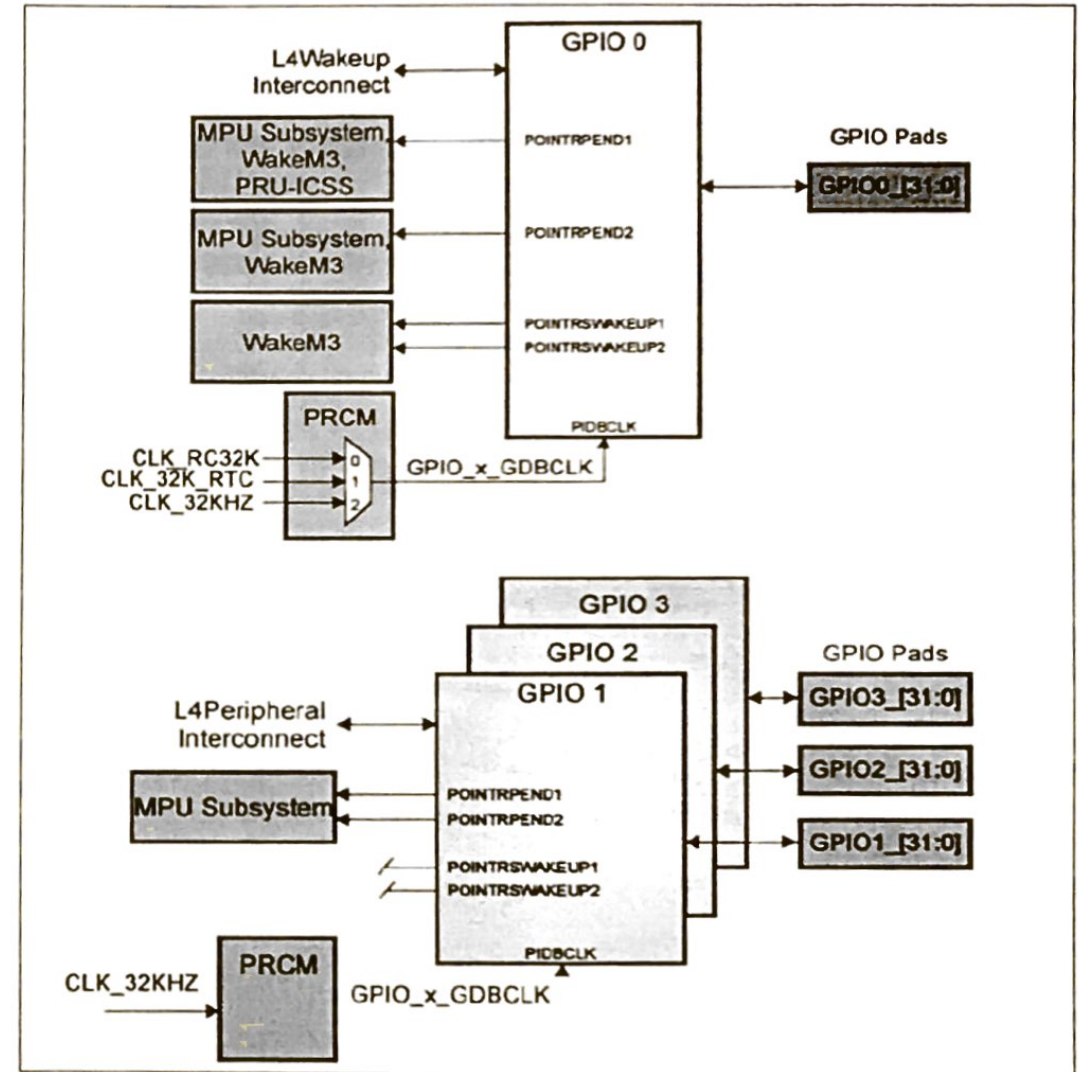 GPIO 0
L4Wakeup
Interconnect
MPU Subsystem,
WakeM3,
PRU-ICSS
POINTRPEND1
GPIO Pads
GPIO0_[31:0]
MPU Subsystem,
WakeM3
POINTRPEND2
WakeM3
POINTRSWAKEUP1
POINTRSWAKEUP2
PRCM
PIDBCLK
CLK_RC32K
0
GPIO_x_GDBCLK
CLK_32K_RTC
1
CLK_32KHZ
2
GPIO 3
GPIO 2
GPIO 1
GPIO Pads
GPIO3_[31:0]
L4Peripheral
Interconnect
GPIO2_[31:0]
MPU Subsystem
POINTRPEND1
POINTRPEND2
GPIO1_[31:0]
POINTRSWAKEUP1
POINTRSWAKEUP2
PIDBCLK
PRCM
CLK_32KHZ
GPIO_x_GDBCLK